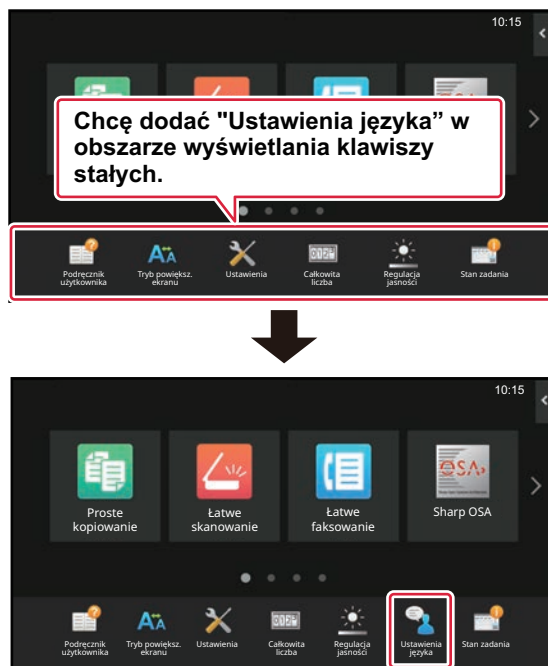 10:15
Chcę dodać "Ustawienia języka” w
obszarze wyświetlania klawiszy
stałych.
Podręcznik
użytkownika
Tryb powiększ.
ekranu
Ustawienia
Całkowita
liczba
Regulacja
jasności
Stan zadania
10:15
Proste
kopiowanie
Łatwe
skanowanie
Łatwe
faksowanie
Sharp OSA
Podręcznik
użytkownika
Tryb powiększ.
ekranu
Ustawienia
Całkowita
liczba
Regulacja
jasności
Ustawienia
języka
Stan zadania